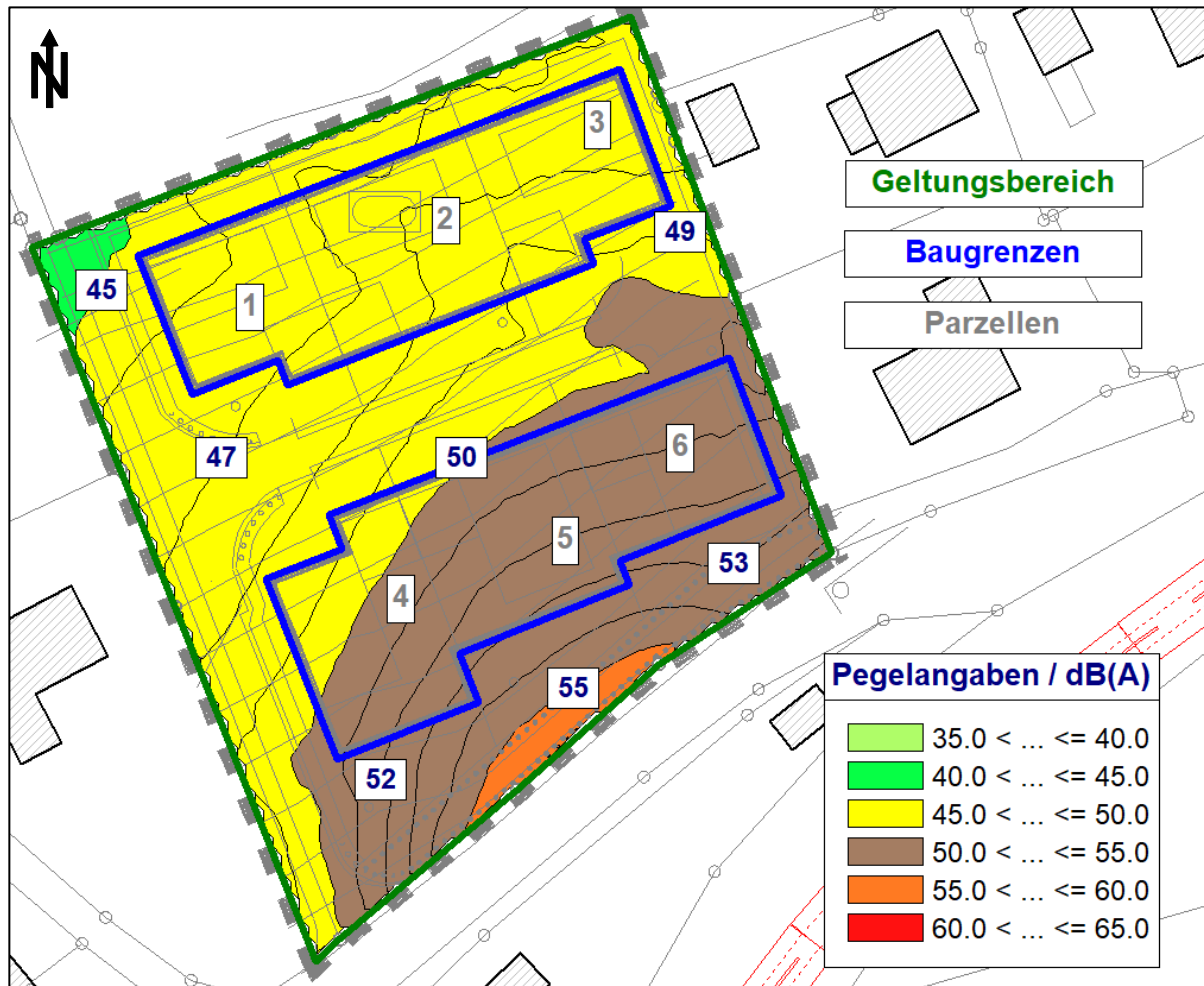 N
3
Geltungsbereich
2
49
Baugrenzen
45
1
Parzellen
47
50
6
5
53
4
55
Pegelangaben / dB(A)
52
35.0 < ... <= 40.0
40.0 < ... <= 45.0
45.0 < ... <= 50.0
50.0 < ... <= 55.0
55.0 < ... <= 60.0
60.0 < ... <= 65.0